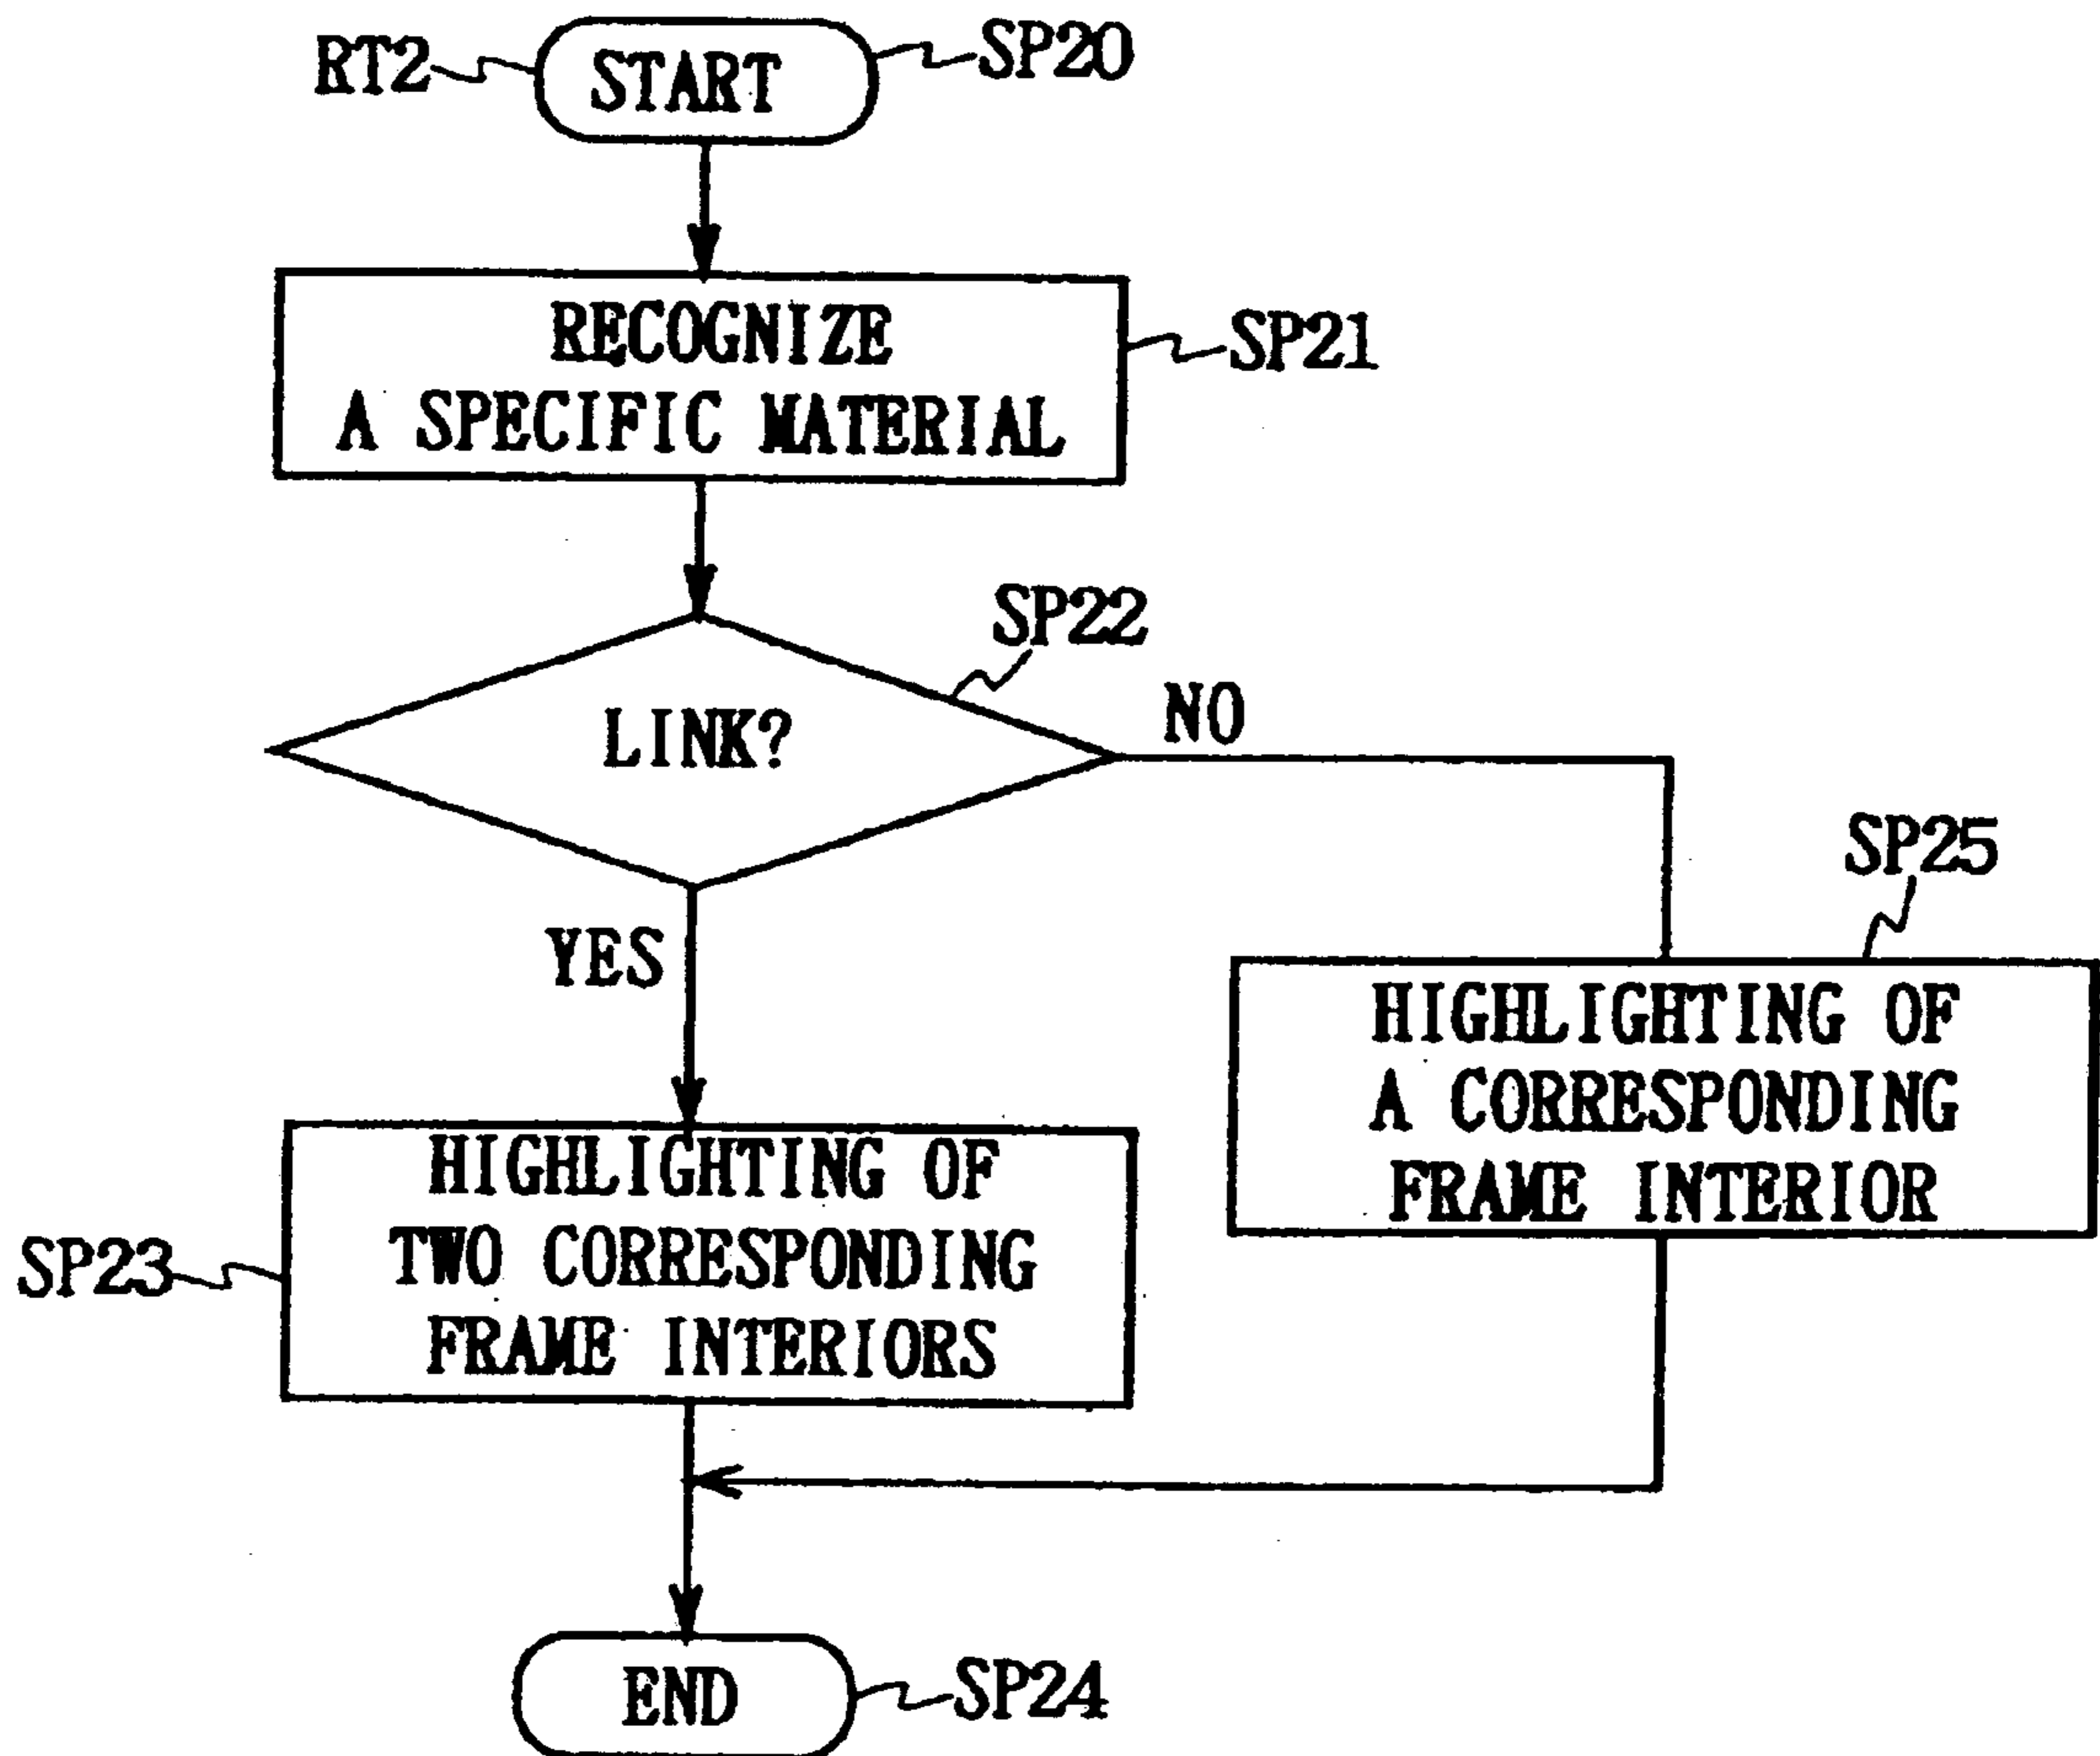 RT2
START
SP20
RECOGNIZE
A SPECIFIC MATERIAL
SP21
SP22
LINK?
NO
YES
SP25
HIGHLIGHTING OF
A CORRESPONDING
FRAME INTERIOR
HIGHLIGHTING OF
TWO CORRESPONDING
FRAME INTERIORS
SP23
END
SP24